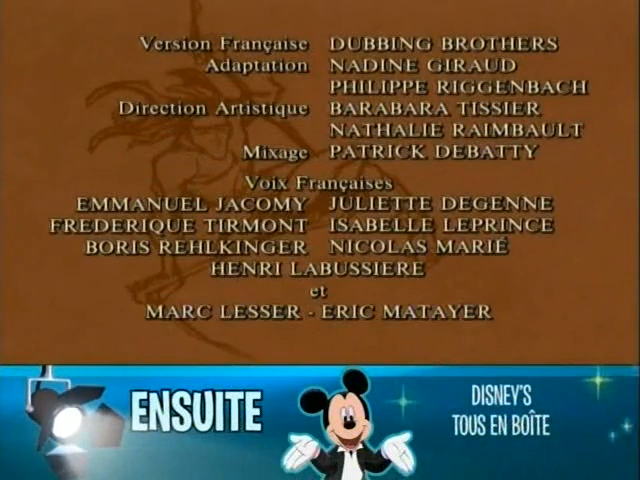 Version Française DUBBING BROTHERS
Adaptation NADINE GIRAUD
PHILIPPE RIGGENBACH
Direction Artistique BARABARA TISSIER
NATHALIE RAIMBAULT
Mixage PATRICK DEBATTY
Voix Françaises
EMMANUEL JACOMY JULIETTE DEGENNE
FREDERIQUE TIRMONT ISABELLE LEPRINCE
BORIS REHLKINGER NICOLAS MARIÉ
HENRI LABUSSIERE
et
MARC LESSER - ERIC MATAYER
ENSUITE
DISNEY'S
TOUS EN BOÎTE